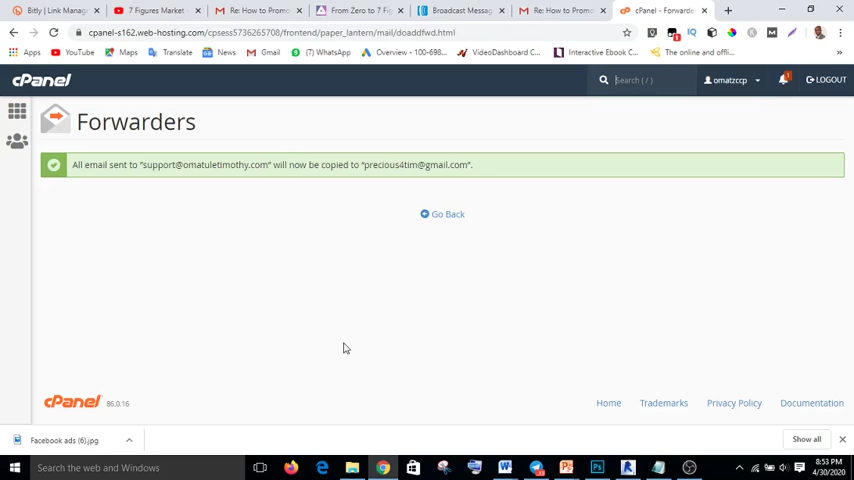 Bitly | Link Manage
7 Figures Market
Re: How to Promo
From Zero to 7 Fig
Broadcast Messag
Re: How to Promo
cPanel - Forwarder
cpanel-s162.web-hosting.com/cpsess5736265708/frontend/paper_lantern/mail/doaddfwd.html
Apps
YouTube
Maps
Translate
News
Gmail
(7) WhatsApp
Overview - 100-698...
VideoDashboard C...
Interactive Ebook C...
The online and offli...
cPanel
Search ( / )
omatzccp
1
LOGOUT
Forwarders
All email sent to "support@omatuletimothy.com" will now be copied to "precious4tim@gmail.com".
Go Back
cPanel 86.0.16
Home
Trademarks
Privacy Policy
Documentation
Facebook ads (6).jpg
Show all
Search the web and Windows
8:53 PM
4/30/2020